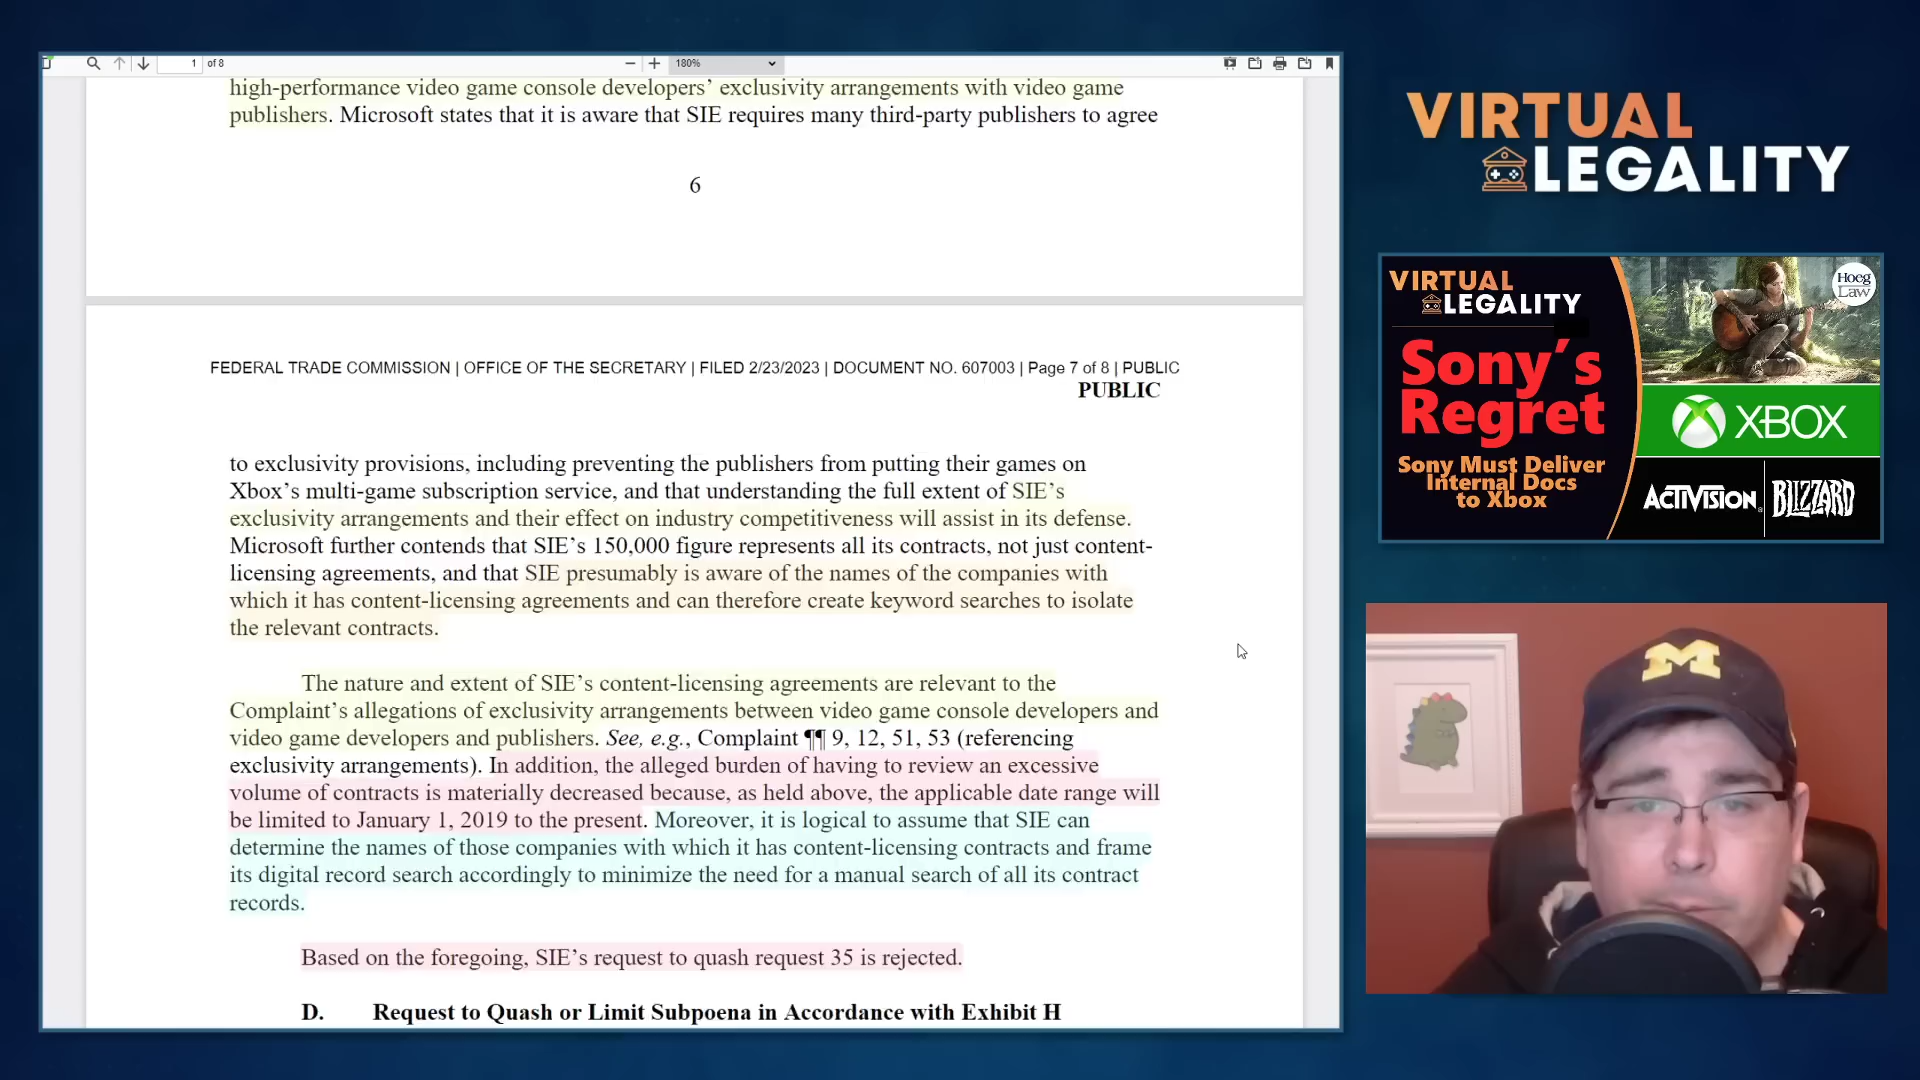 1 of 8
180%
high-performance video game console developers’ exclusivity arrangements with video game
publishers. Microsoft states that it is aware that SIE requires many third-party publishers to agree
6
FEDERAL TRADE COMMISSION | OFFICE OF THE SECRETARY | FILED 2/23/2023 | DOCUMENT NO. 607003 | Page 7 of 8 | PUBLIC
PUBLIC
to exclusivity provisions, including preventing the publishers from putting their games on
Xbox’s multi-game subscription service, and that understanding the full extent of SIE’s
exclusivity arrangements and their effect on industry competitiveness will assist in its defense.
Microsoft further contends that SIE’s 150,000 figure represents all its contracts, not just content-
licensing agreements, and that SIE presumably is aware of the names of the companies with
which it has content-licensing agreements and can therefore create keyword searches to isolate
the relevant contracts.
The nature and extent of SIE’s content-licensing agreements are relevant to the
Complaint’s allegations of exclusivity arrangements between video game console developers and
video game developers and publishers. See, e.g., Complaint ¶¶ 9, 12, 51, 53 (referencing
exclusivity arrangements). In addition, the alleged burden of having to review an excessive
volume of contracts is materially decreased because, as held above, the applicable date range will
be limited to January 1, 2019 to the present. Moreover, it is logical to assume that SIE can
determine the names of those companies with which it has content-licensing contracts and frame
its digital record search accordingly to minimize the need for a manual search of all its contract
records.
Based on the foregoing, SIE’s request to quash request 35 is rejected.
D. Request to Quash or Limit Subpoena in Accordance with Exhibit H
VIRTUAL
LEGALITY
VIRTUAL
LEGALITY
Hoeg
Law
Sony’s
Regret
Sony Must Deliver
Internal Docs
to Xbox
XBOX
ACTIVISION
BLIZZARD
M